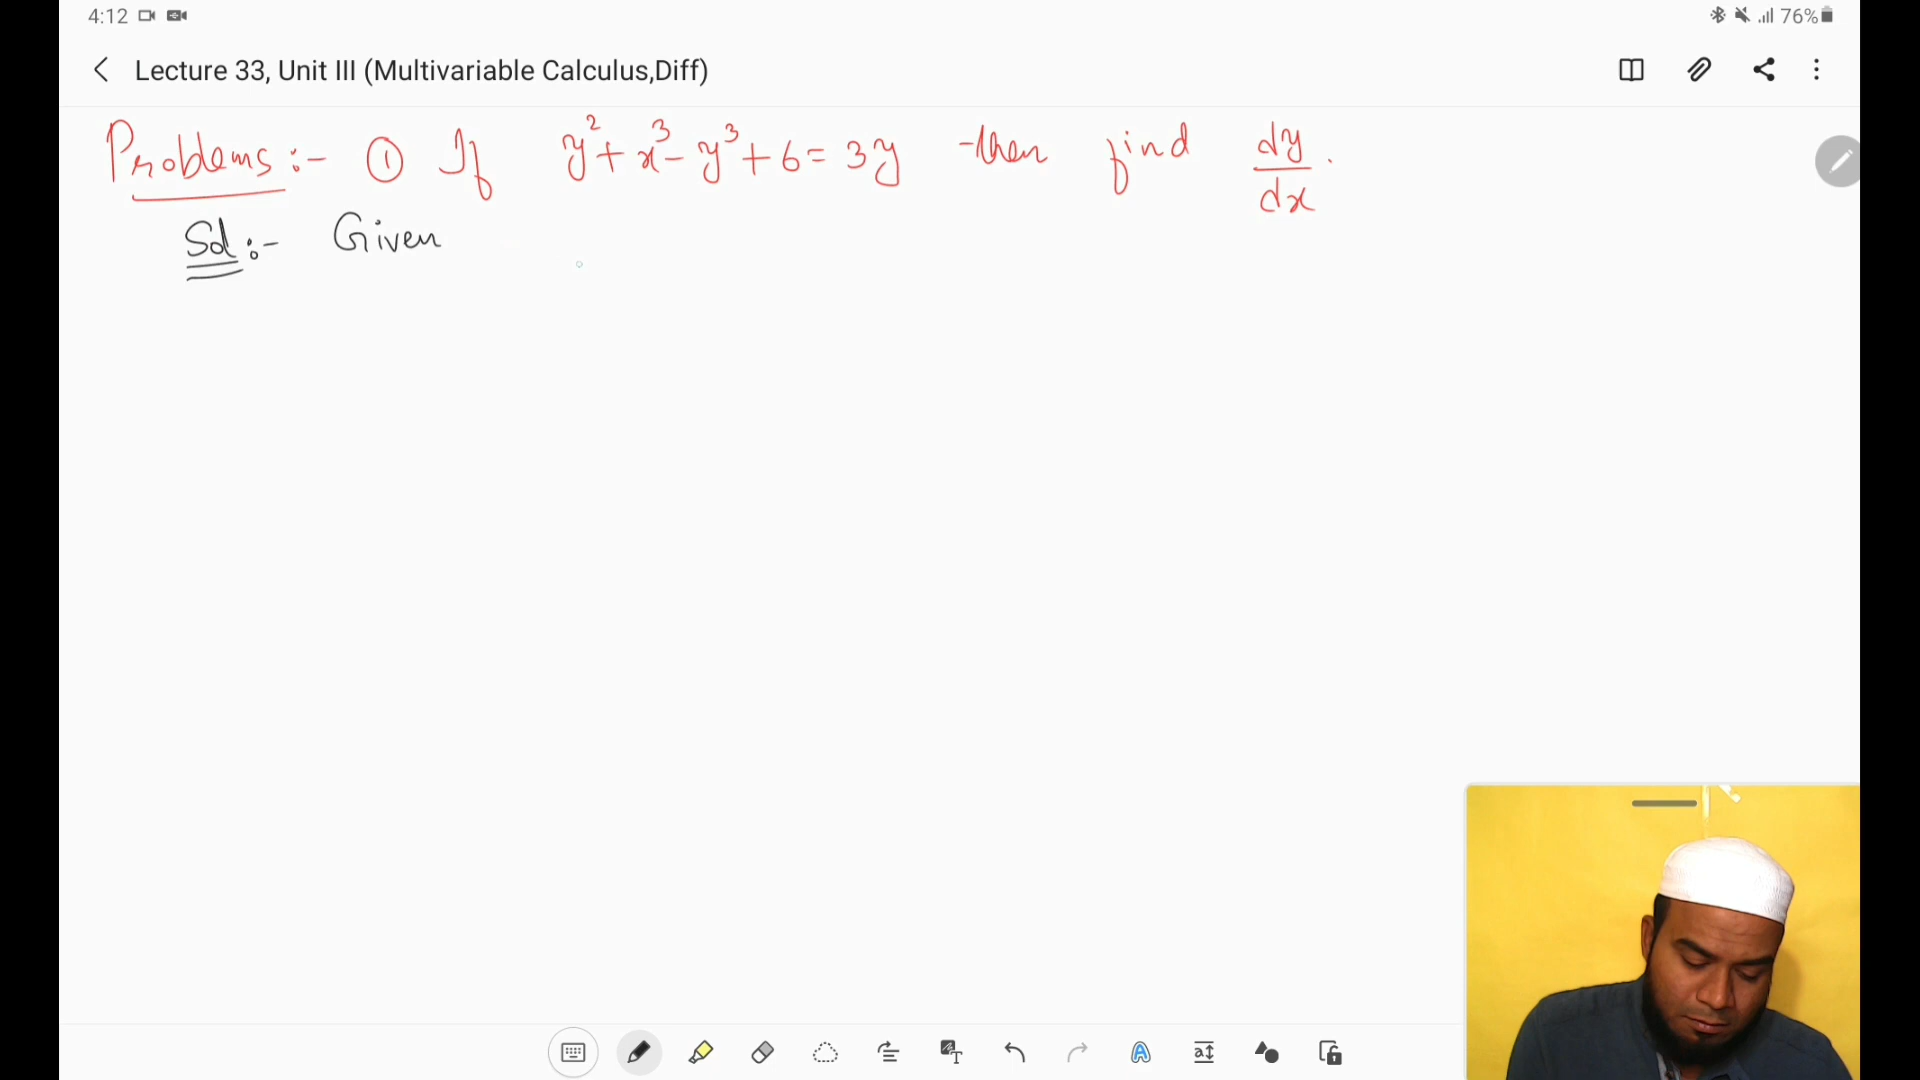 4:12 76%
Lecture 33, Unit III (Multivariable Calculus,Diff)
Problems :- ① If y² + x³ - y³ + 6 = 3y then find dy/dx .
Sol :- Given